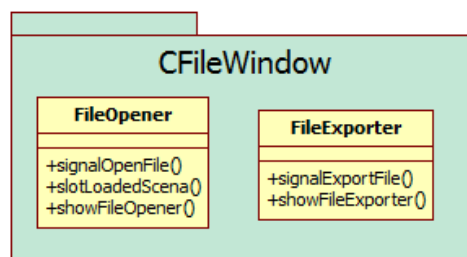 CFileWindow
FileOpener
+signalOpenFile()
+slotLoadedScena()
+showFileOpener()
FileExporter
+signalExportFile()
+showFileExporter()